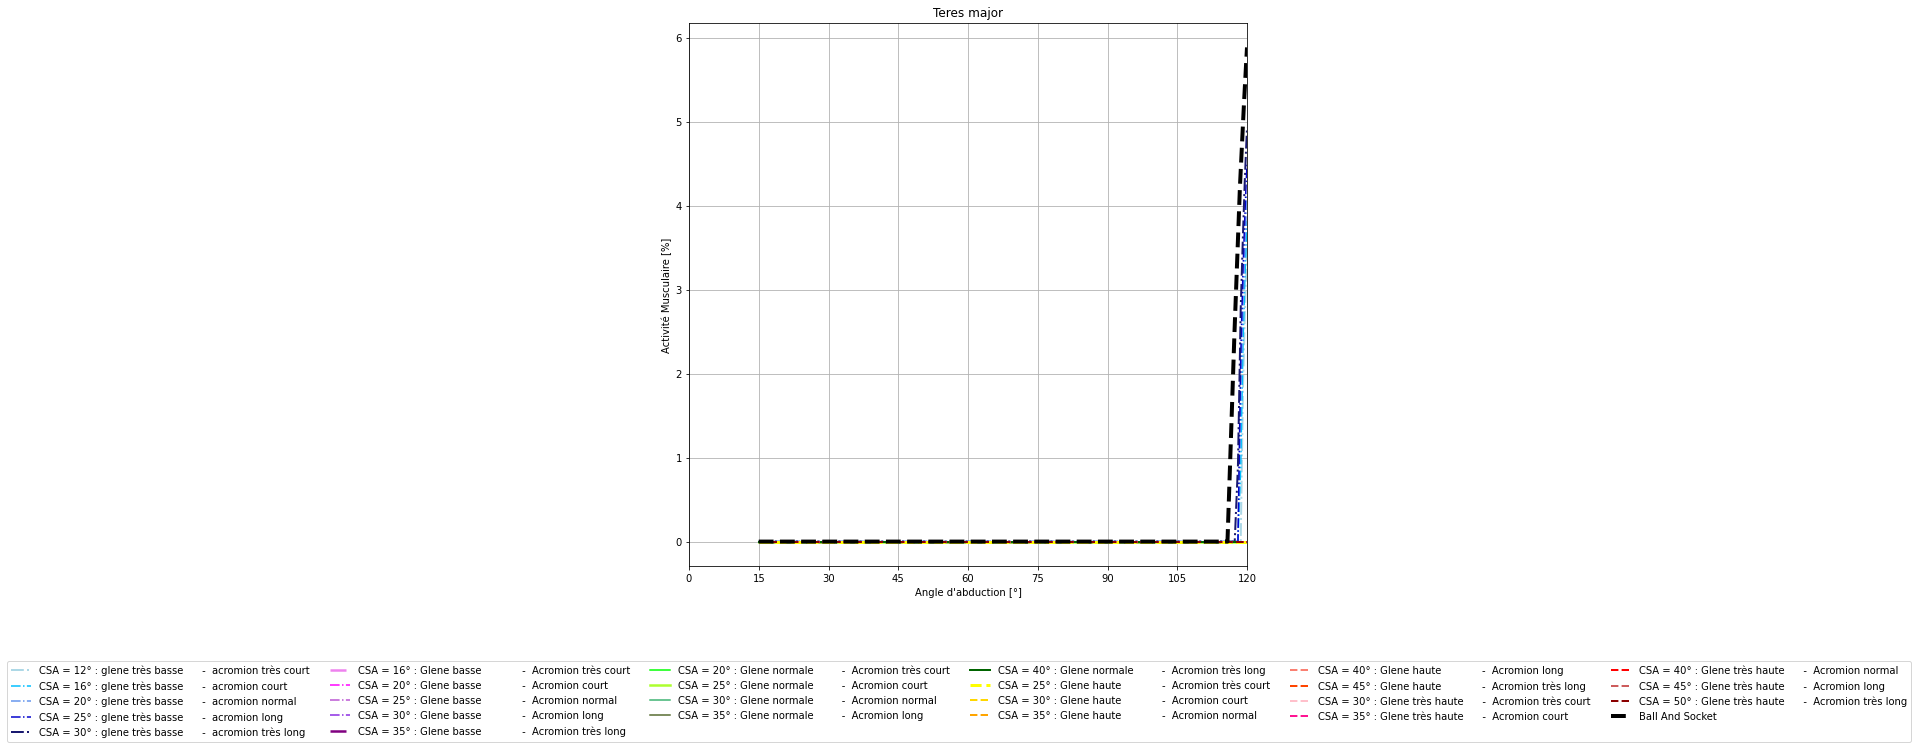 Teres major
6
5
4
3
2
1
0
Activité Musculaire [%]
0 15 30 45 60 75 90 105 120
Angle d'abduction [°]
CSA = 12° : glene très basse - acromion très court
CSA = 16° : glene très basse - acromion court
CSA = 20° : glene très basse - acromion normal
CSA = 25° : glene très basse - acromion long
CSA = 30° : glene très basse - acromion très long
CSA = 16° : Glene basse - Acromion très court
CSA = 20° : Glene basse - Acromion court
CSA = 25° : Glene basse - Acromion normal
CSA = 30° : Glene basse - Acromion long
CSA = 35° : Glene basse - Acromion très long
CSA = 20° : Glene normale - Acromion très court
CSA = 25° : Glene normale - Acromion court
CSA = 30° : Glene normale - Acromion normal
CSA = 35° : Glene normale - Acromion long
CSA = 40° : Glene normale - Acromion très long
CSA = 25° : Glene haute - Acromion très court
CSA = 30° : Glene haute - Acromion court
CSA = 35° : Glene haute - Acromion normal
CSA = 40° : Glene haute - Acromion long
CSA = 45° : Glene haute - Acromion très long
CSA = 30° : Glene très haute - Acromion très court
CSA = 35° : Glene très haute - Acromion court
CSA = 40° : Glene très haute - Acromion normal
CSA = 45° : Glene très haute - Acromion long
CSA = 50° : Glene très haute - Acromion très long
Ball And Socket